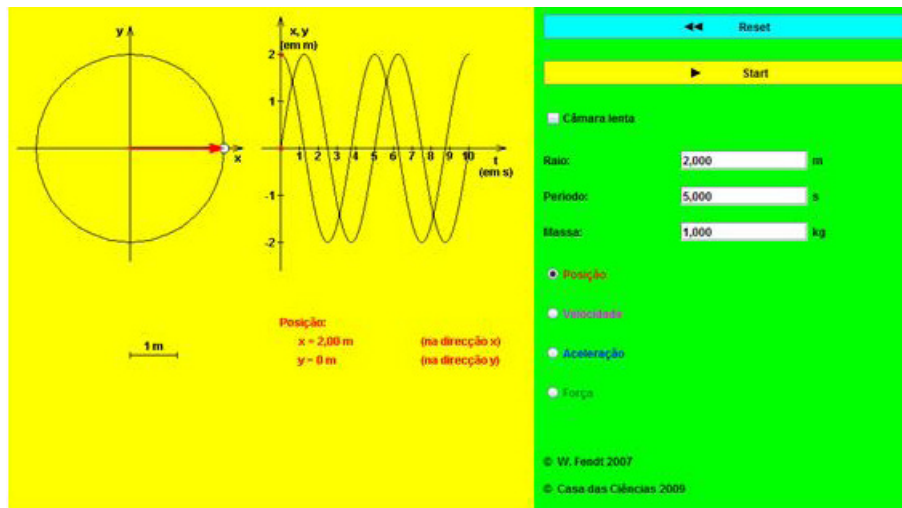 y
x
1 m
x, y
(em m)
2
1
-1
-2
1 2 3 4 5 6 7 8 9 10
t
(em s)
Posição:
x = 2,00 m (na direcção x)
y = 0 m (na direcção y)
Reset
Start
Câmara lenta
Raio: 2,000 m
Período: 5,000 s
Massa: 1,000 kg
Posição
Velocidade
Aceleração
Força
© W. Fendt 2007
© Casa das Ciências 2009